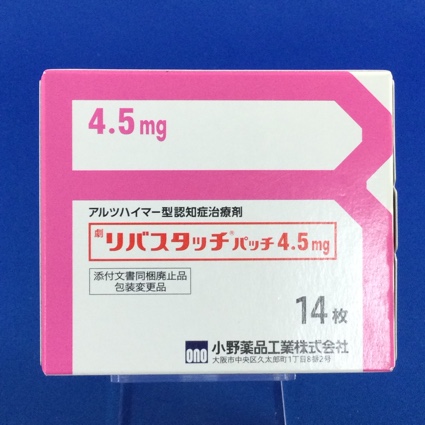 4.5mg
アルツハイマー型認知症治療剤
劇 リバスタッチ®パッチ4.5mg
添付文書同梱廃止品
包装変更品
14枚
ono 小野薬品工業株式会社
大阪市中央区久太郎町1丁目8番2号